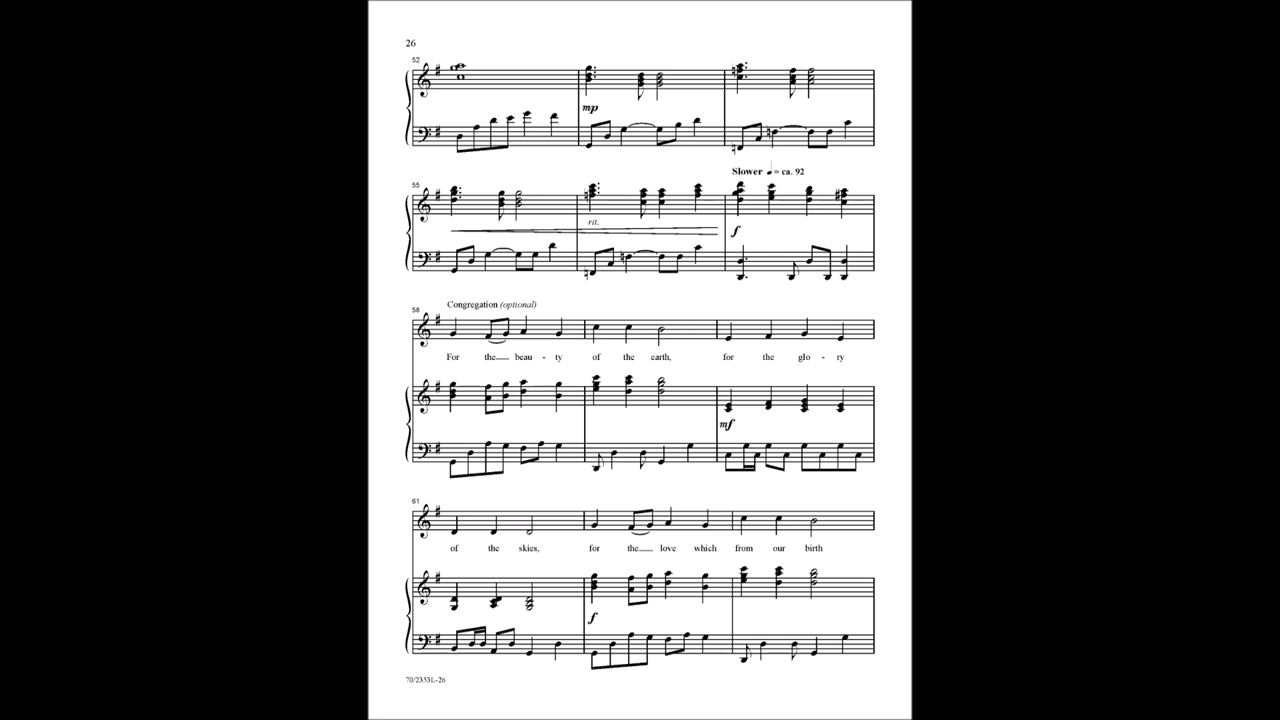 26
52
mp
Slower ♩ = ca. 92
55
rit.
f
Congregation (optional)
58
For the beau - ty of the earth, for the glo - ry
mf
61
of the skies, for the love which from our birth
f
70/2353L-26